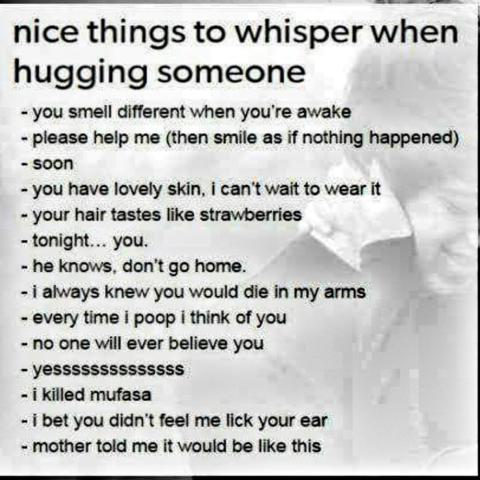 nice things to whisper when
hugging someone
- you smell different when you're awake
- please help me (then smile as if nothing happened)
- soon
- you have lovely skin, i can't wait to wear it
- your hair tastes like strawberries
- tonight... you.
- he knows, don't go home.
- i always knew you would die in my arms
- every time i poop i think of you
- no one will ever believe you
- yesssssssssssssss
- i killed mufasa
- i bet you didn't feel me lick your ear
- mother told me it would be like this